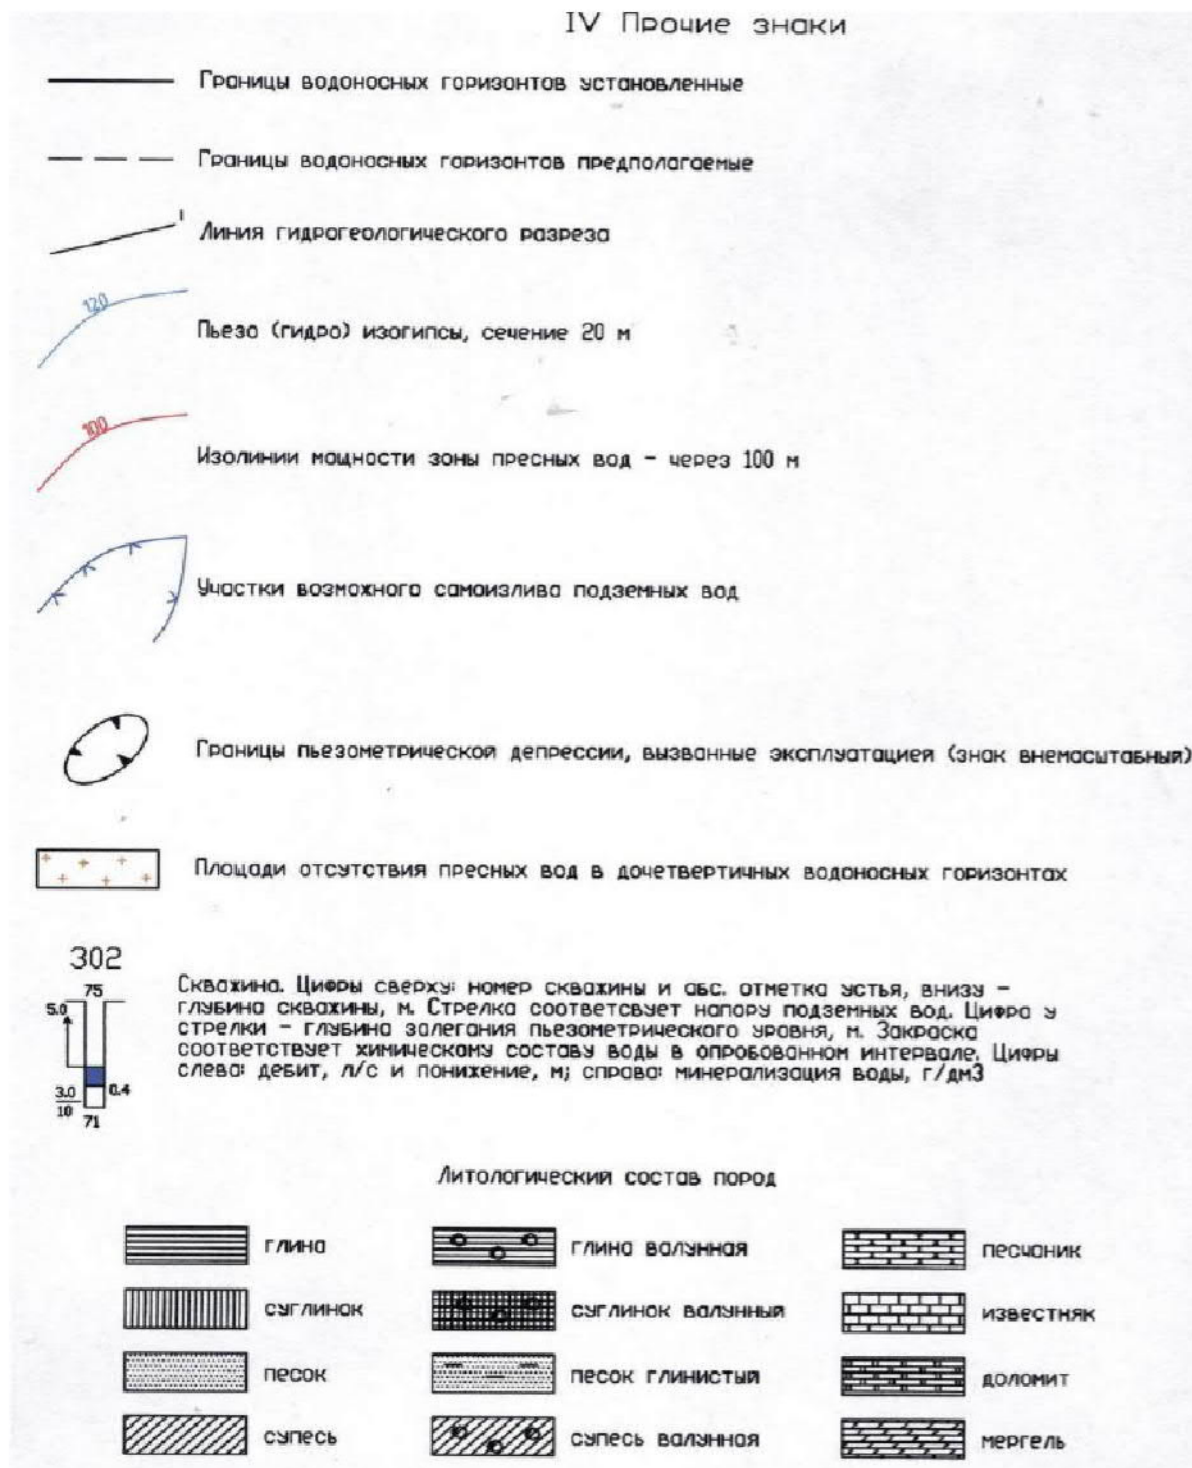 IV Прочие знаки
Границы водоносных горизонтов установленные
Границы водоносных горизонтов предполагаемые
I
Линия гидрогеологического разреза
120
Пьезо (гидро) изогипсы, сечение 20 м
100
Изолинии мощности зоны пресных вод - через 100 м
Участки возможного самоизлива подземных вод
Границы пьезометрической депрессии, вызванные эксплуатацией (знак внемасштабный)
Площади отсутствия пресных вод в дочетвертичных водоносных горизонтах
302
75
5.0
3.0
10
0.4
71
Скважина. Цифры сверху: номер скважины и абс. отметка устья, внизу -
глубина скважины, м. Стрелка соответсвует напору подземных вод. Цифра у
стрелки - глубина залегания пьезометрического уровня, м. Закраска
соответствует химическому составу воды в опробованном интервале. Цифры
слева: дебит, л/с и понижение, м; справа: минерализация воды, г/дм3
Литологический состав пород
глина
глина валунная
песчаник
суглинок
суглинок валунный
известняк
песок
песок глинистый
доломит
супесь
супесь валунная
мергель